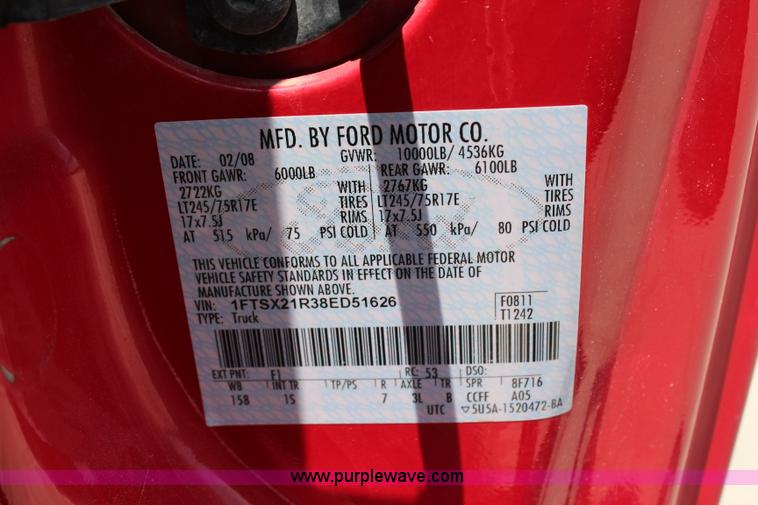 MFD. BY FORD MOTOR CO.
DATE: 02/08 GVWR: 10000LB/ 4536KG
FRONT GAWR: 6000LB REAR GAWR: 6100LB
2722KG WITH 2767KG WITH
LT245/75R17E TIRES LT245/75R17E TIRES
17x7.5J RIMS 17x7.5J RIMS
AT 515 kPa/ 75 PSI COLD AT 550 kPa/ 80 PSI COLD
THIS VEHICLE CONFORMS TO ALL APPLICABLE FEDERAL MOTOR
VEHICLE SAFETY STANDARDS IN EFFECT ON THE DATE OF
MANUFACTURE SHOWN ABOVE.
VIN: 1FTSX21R38ED51626 F0811
TYPE: Truck T1242
EXT PNT: F1 RC: 53 DSO:
WB INT TR TP/PS R AXLE TR SPR 8F716
158 15 7 3L B CCFF A05
UTC ▽5U5A-1520472-BA
www.purplewave.com